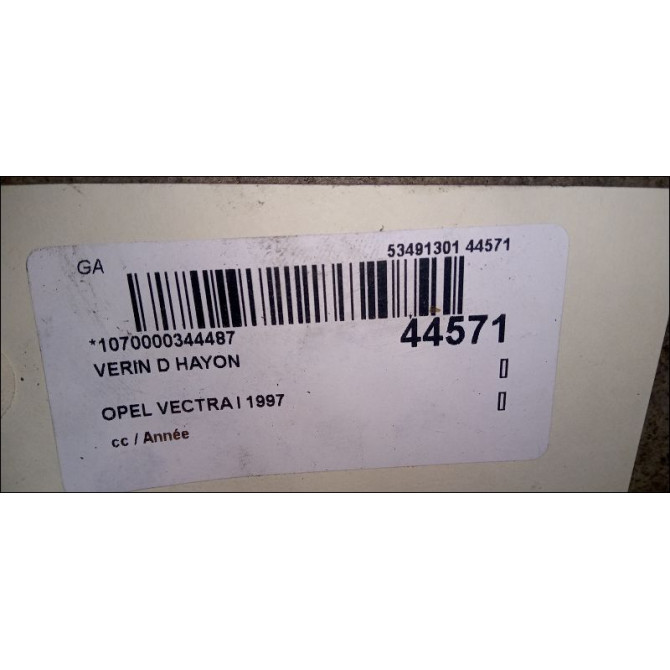 GA
53491301 44571
*1070000344487
44571
VERIN D HAYON
OPEL VECTRA I 1997
cc / Année